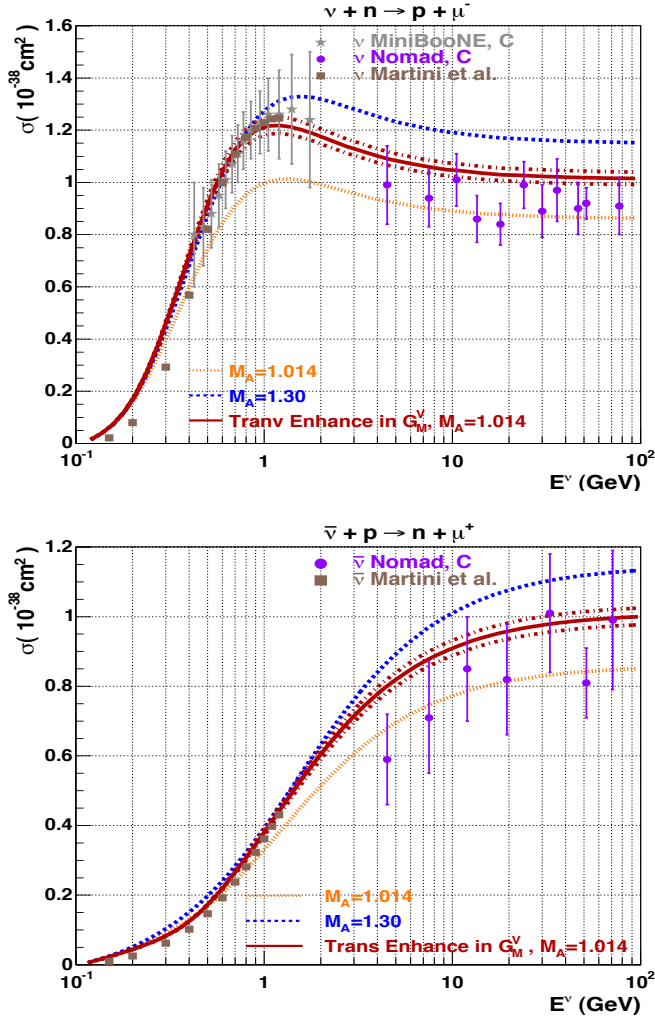 ν + n → p + μ⁻
σ( 10⁻³⁸ cm²)
1.6
1.4
1.2
1
0.8
0.6
0.4
0.2
0
ν MiniBooNE, C
ν Nomad, C
ν Martini et al.
M_A=1.014
M_A=1.30
Tranv Enhance in G_M^V, M_A=1.014
10⁻¹ 1 10 10²
E^ν (GeV)
ν̅ + p → n + μ⁺
σ( 10⁻³⁸ cm²)
1.2
1
0.8
0.6
0.4
0.2
0
ν̅ Nomad, C
ν̅ Martini et al.
M_A=1.014
M_A=1.30
Trans Enhance in G_M^V , M_A=1.014
10⁻¹ 1 10 10²
E^ν (GeV)